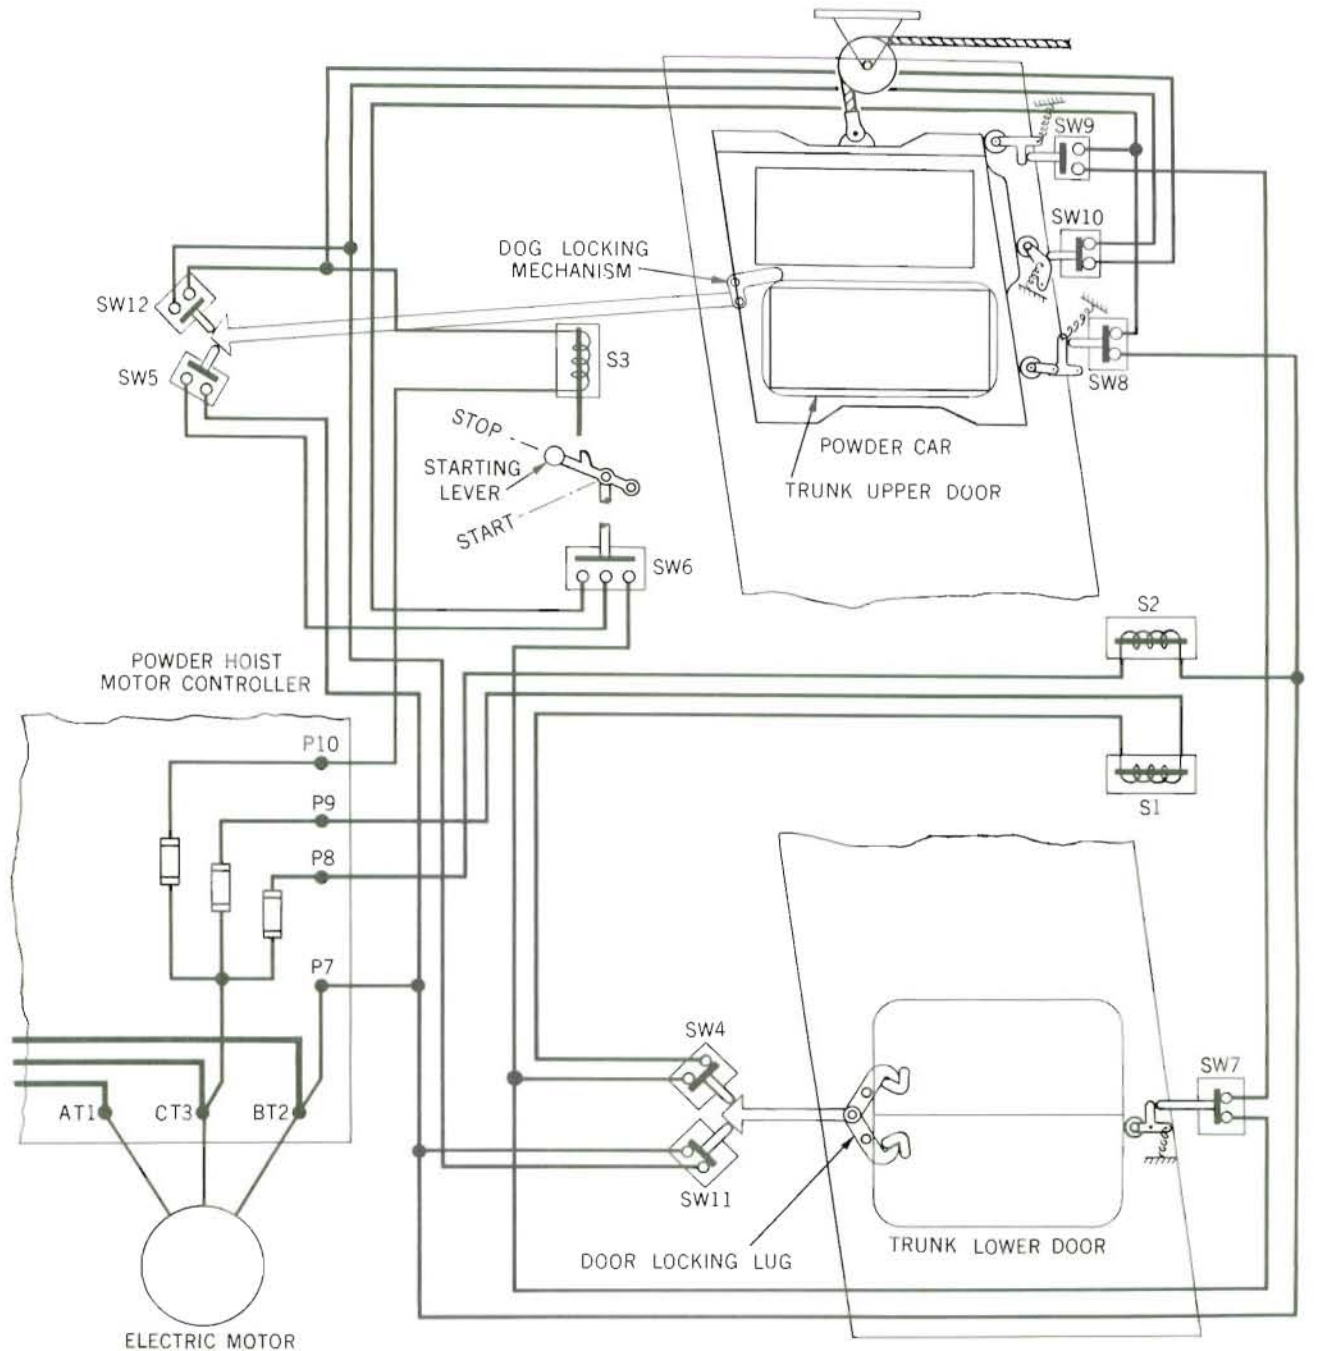 SW9
SW10
DOG LOCKING
MECHANISM
SW12
S3
SW5
SW8
STOP
POWDER CAR
STARTING
LEVER
TRUNK UPPER DOOR
START
SW6
S2
POWDER HOIST
MOTOR CONTROLLER
P10
P9
S1
P8
P7
SW4
SW7
AT1
CT3
BT2
SW11
TRUNK LOWER DOOR
DOOR LOCKING LUG
ELECTRIC MOTOR